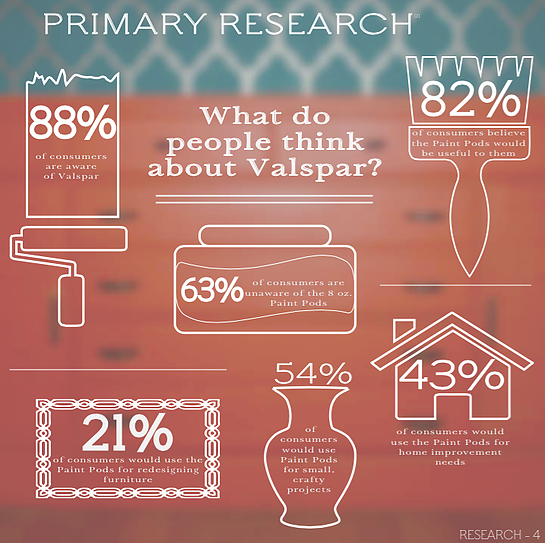 PRIMARY RESEARCH
What do
people think
about Valspar?
88%
of consumers
are aware
of Valspar
82%
of consumers believe
the Paint Pods would
be useful to them
63%
of consumers are
unaware of the 8 oz.
Paint Pods
54%
of
consumers
would use
Paint Pods
for small,
crafty
projects
43%
of consumers would
use the Paint Pods for
home improvement
needs
21%
of consumers would use the
Paint Pods for redesigning
furniture
RESEARCH - 4